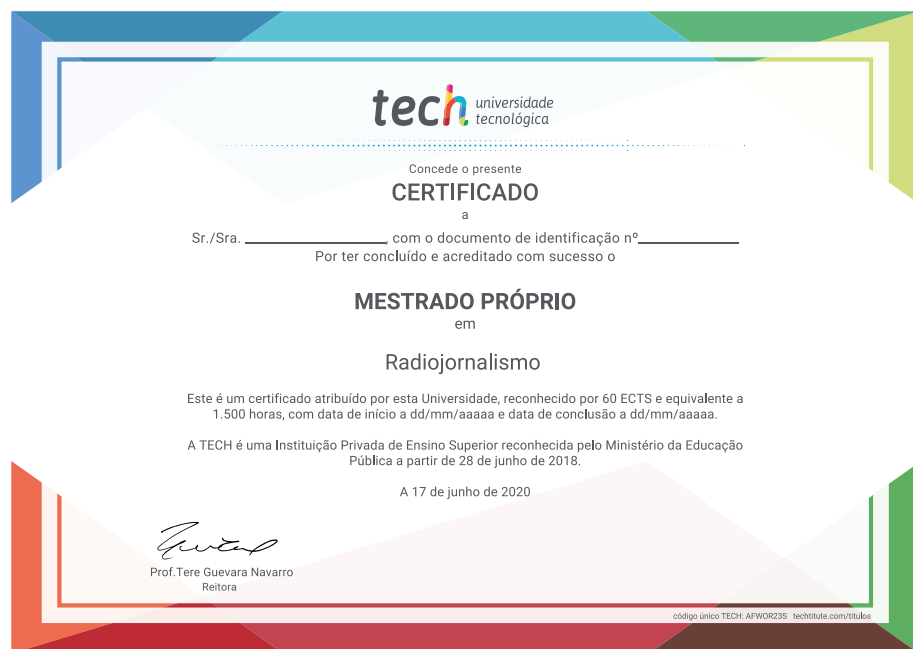 tech universidade
tecnológica
Concede o presente
CERTIFICADO
a
Sr./Sra. ________________, com o documento de identificação nº____________
Por ter concluído e acreditado com sucesso o
MESTRADO PRÓPRIO
em
Radiojornalismo
Este é um certificado atribuído por esta Universidade, reconhecido por 60 ECTS e equivalente a
1.500 horas, com data de início a dd/mm/aaaaa e data de conclusão a dd/mm/aaaaa.
A TECH é uma Instituição Privada de Ensino Superior reconhecida pelo Ministério da Educação
Pública a partir de 28 de junho de 2018.
A 17 de junho de 2020
Prof.Tere Guevara Navarro
Reitora
código único TECH: AFWOR23S techtitute.com/titulos